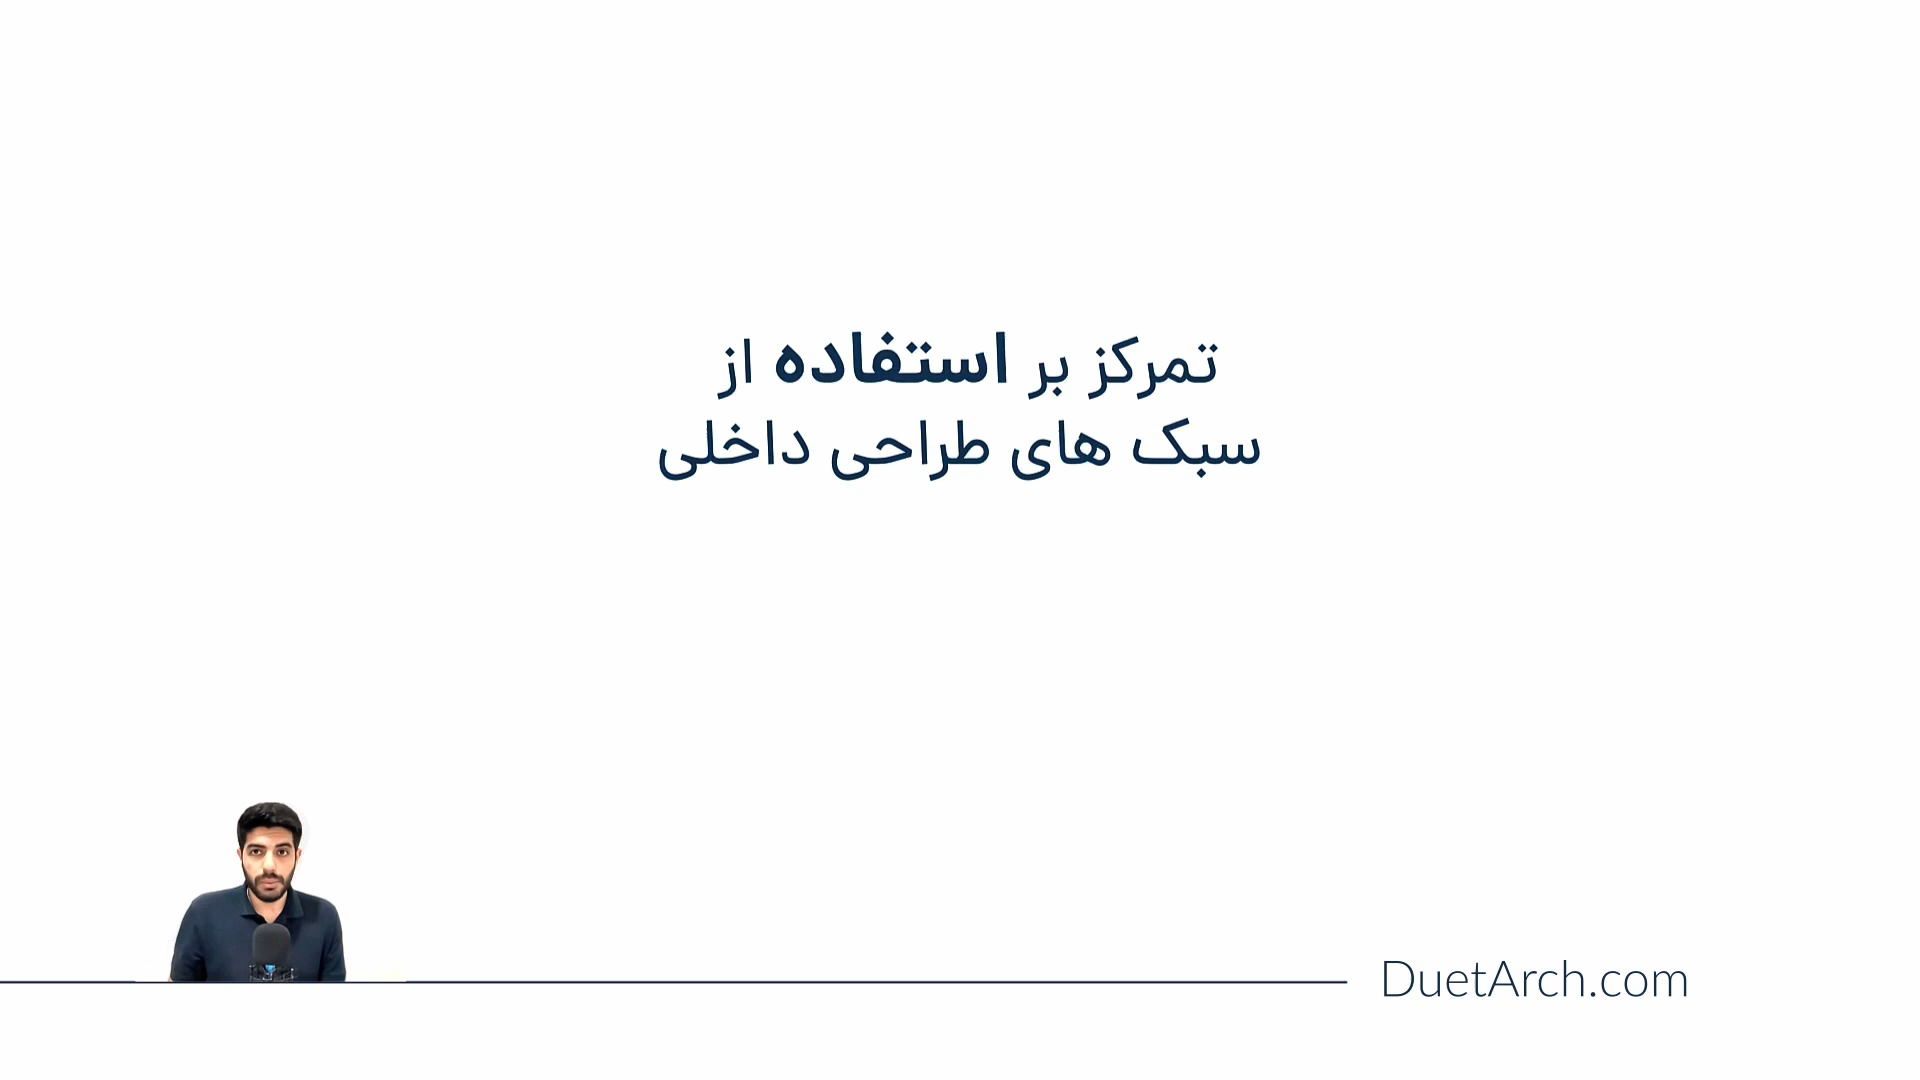 تمرکز بر استفاده از
سبک های طراحی داخلی
DuetArch.com